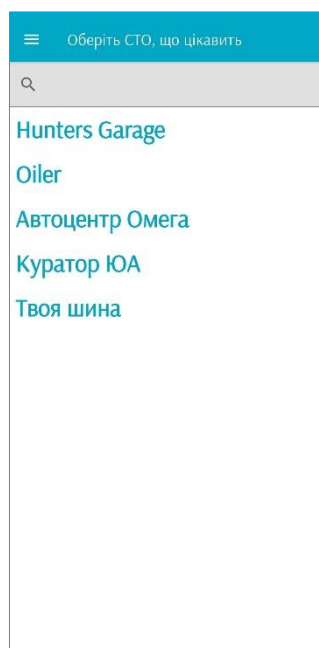 Оберіть СТО, що цікавить
Hunters Garage
Oiler
Автоцентр Омега
Куратор ЮА
Твоя шина